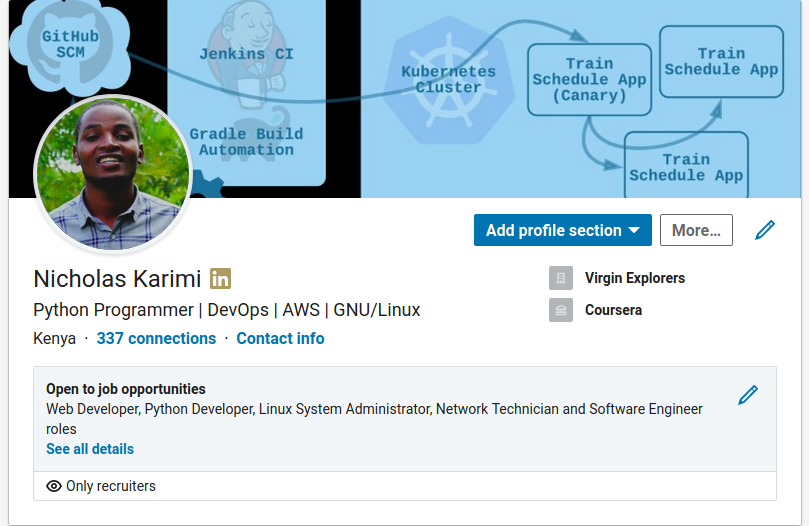 GitHub
SCM
Jenkins CI
Gradle Build
Automation
Kubernetes
Cluster
Train
Schedule App
(Canary)
Train
Schedule App
Train
Schedule App
Add profile section
More...
Nicholas Karimi in
Python Programmer | DevOps | AWS | GNU/Linux
Kenya · 337 connections · Contact info
Virgin Explorers
Coursera
Open to job opportunities
Web Developer, Python Developer, Linux System Administrator, Network Technician and Software Engineer
roles
See all details
Only recruiters